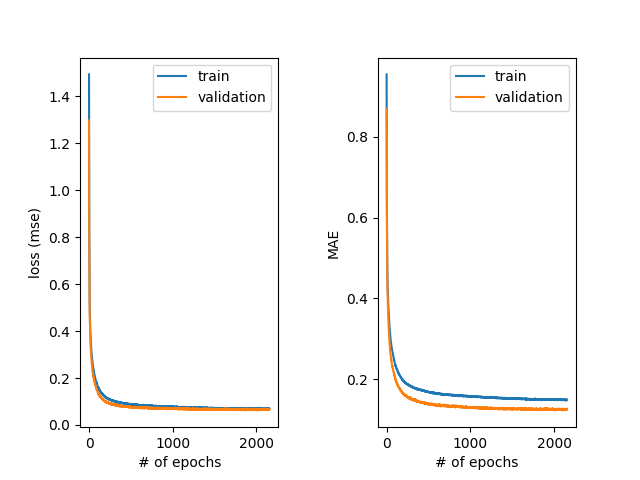 train
validation
1.4
1.2
1.0
0.8
0.6
0.4
0.2
0.0
loss (mse)
0 1000 2000
# of epochs
train
validation
0.8
0.6
0.4
0.2
MAE
0 1000 2000
# of epochs